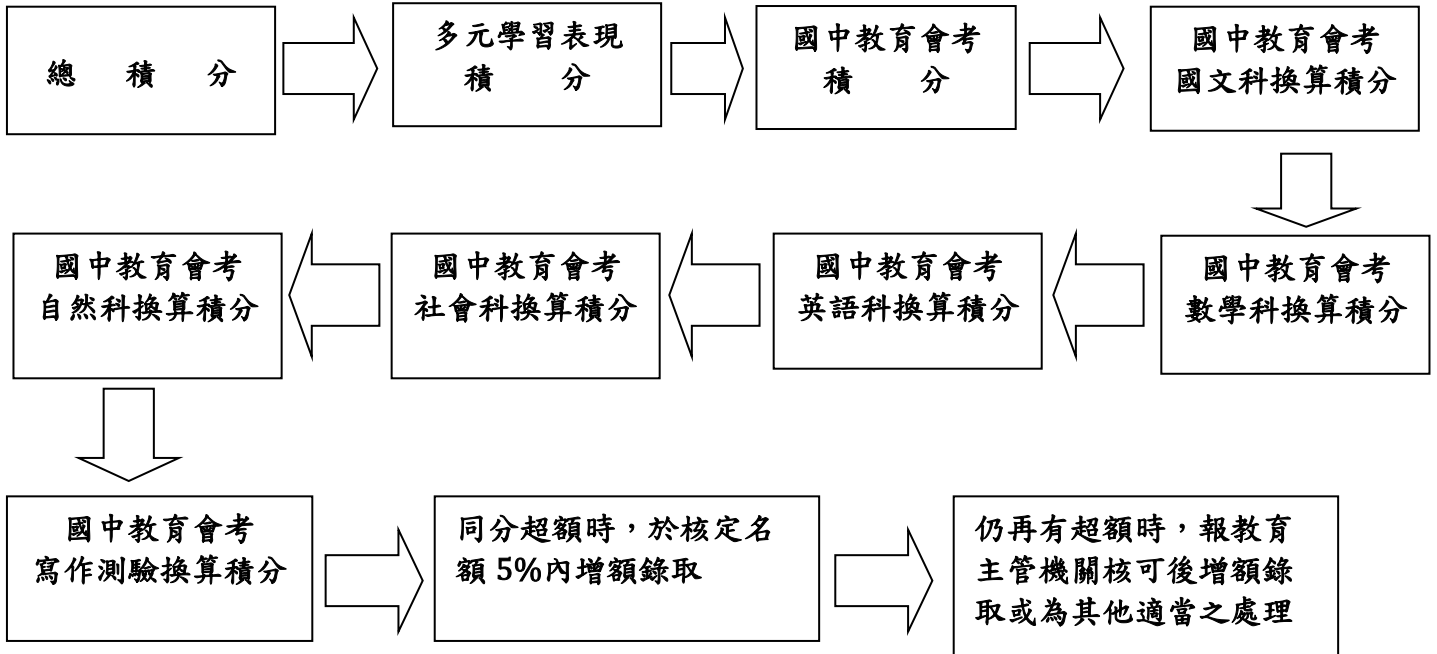 總 積 分
多元學習表現
積 分
國中教育會考
積 分
國中教育會考
國文科換算積分
國中教育會考
數學科換算積分
國中教育會考
英語科換算積分
國中教育會考
社會科換算積分
國中教育會考
自然科換算積分
國中教育會考
寫作測驗換算積分
同分超額時，於核定名
額 5%內增額錄取
仍再有超額時，報教育
主管機關核可後增額錄
取或為其他適當之處理